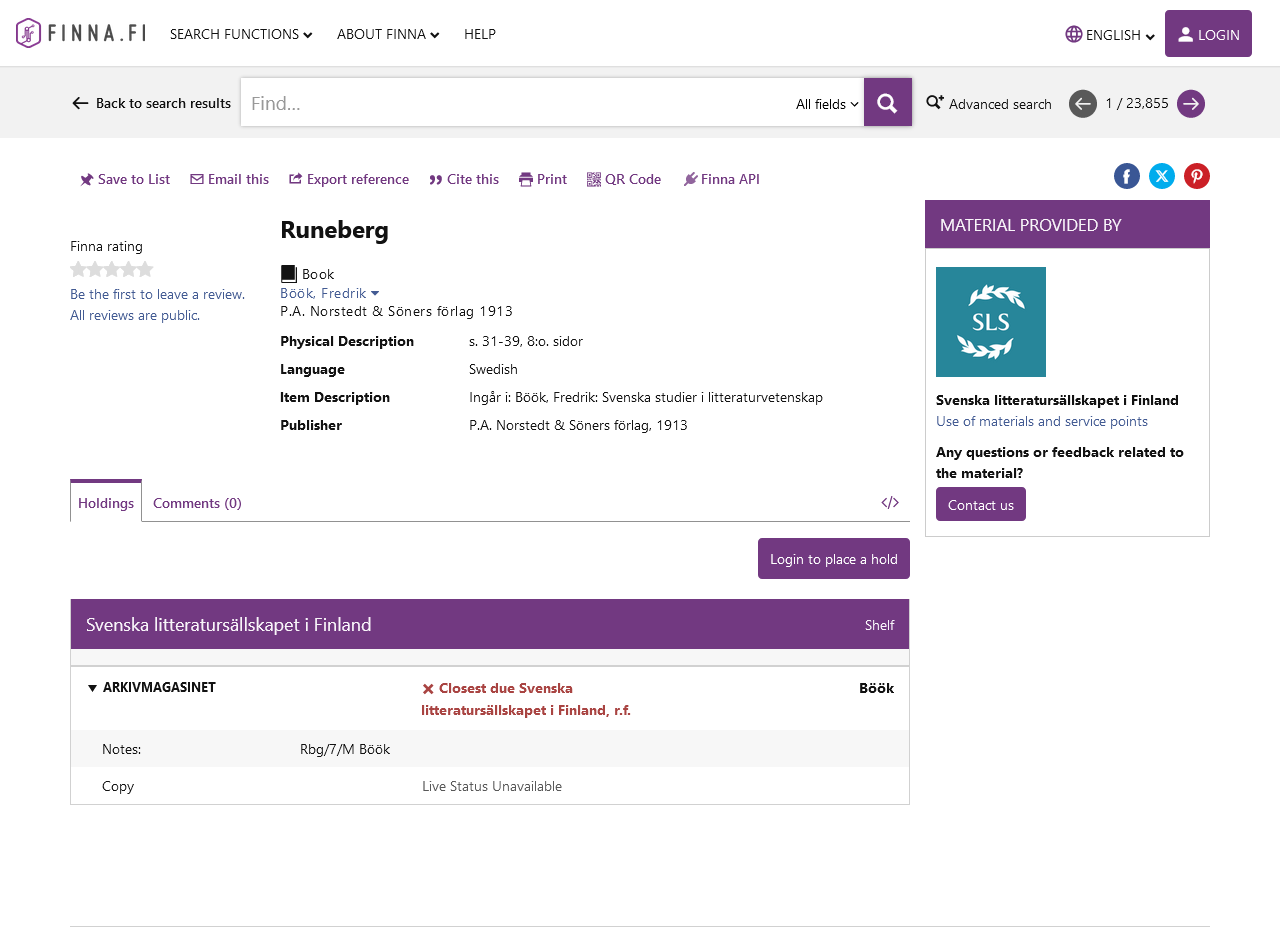 FINNA.FI
SEARCH FUNCTIONS
ABOUT FINNA
HELP
ENGLISH
LOGIN
Back to search results
Find...
All fields
Advanced search
1 / 23,855
Save to List
Email this
Export reference
Cite this
Print
QR Code
Finna API
Finna rating
Be the first to leave a review.
All reviews are public.
Runeberg
Book
Böök, Fredrik
P.A. Norstedt & Söners förlag 1913
Physical Description s. 31-39, 8:o. sidor
Language Swedish
Item Description Ingår i: Böök, Fredrik: Svenska studier i litteraturvetenskap
Publisher P.A. Norstedt & Söners förlag, 1913
MATERIAL PROVIDED BY
SLS
Svenska litteratursällskapet i Finland
Use of materials and service points
Any questions or feedback related to
the material?
Contact us
Holdings
Comments (0)
Login to place a hold
Svenska litteratursällskapet i Finland Shelf
ARKIVMAGASINET Closest due Svenska Böök
litteratursällskapet i Finland, r.f.
Notes: Rbg/7/M Böök
Copy Live Status Unavailable